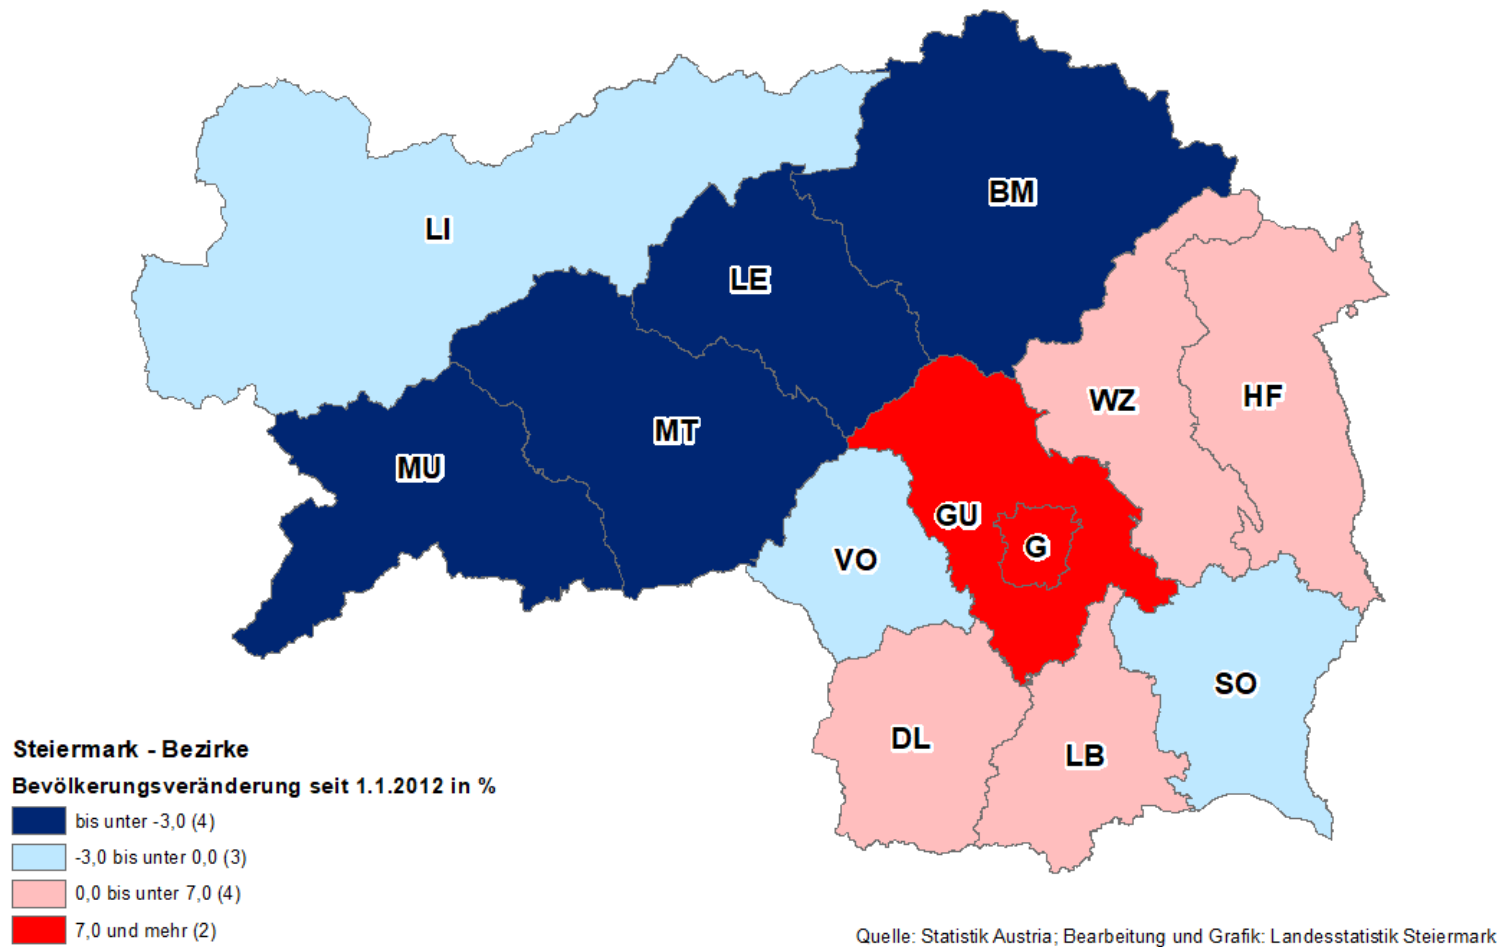 BM
LI
LE
WZ
HF
MT
MU
GU
G
VO
SO
DL
LB
Steiermark - Bezirke
Bevölkerungsveränderung seit 1.1.2012 in %
bis unter -3,0 (4)
-3,0 bis unter 0,0 (3)
0,0 bis unter 7,0 (4)
7,0 und mehr (2)
Quelle: Statistik Austria; Bearbeitung und Grafik: Landesstatistik Steiermark